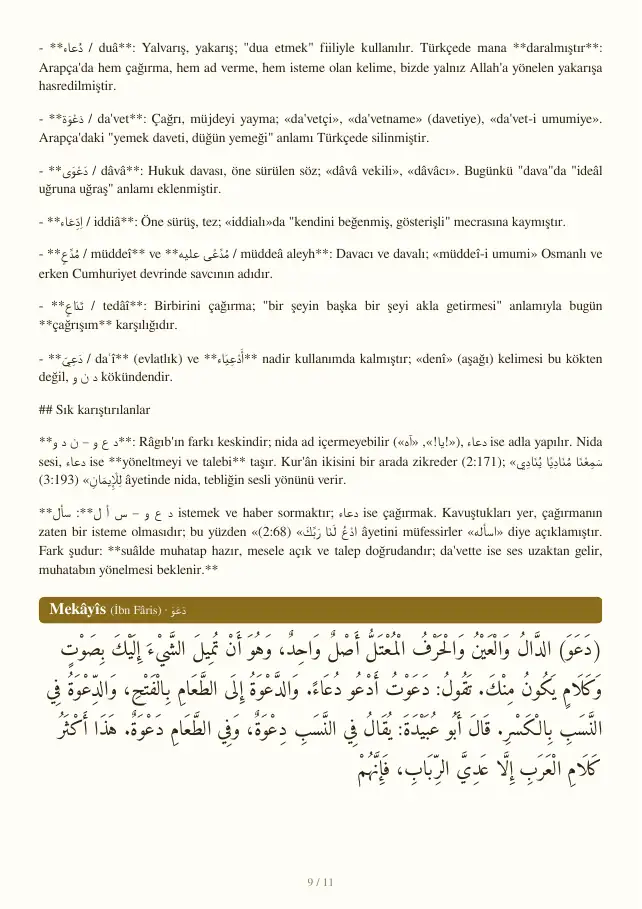 - **دُعاء / duâ**: Yalvarış, yakarış; "dua etmek" fiiliyle kullanılır. Türkçede mana **daralmıştır**:
Arapça'da hem çağırma, hem ad verme, hem isteme olan kelime, bizde yalnız Allah'a yönelen yakarışa
hasredilmiştir.
- **دَعْوَة / da'vet**: Çağrı, müjdeyi yayma; «da'vetçi», «da'vetname» (davetiye), «da'vet-i umumiye».
Arapça'daki "yemek daveti, düğün yemeği" anlamı Türkçede silinmiştir.
- **دَعْوَى / dâvâ**: Hukuk davası, öne sürülen söz; «dâvâ vekili», «dâvâcı». Bugünkü "dava"da "ideâl
uğruna uğraş" anlamı eklenmiştir.
- **اِدِّعَاء / iddiâ**: Öne sürüş, tez; «iddialı»da "kendini beğenmiş, gösterişli" mecrasına kaymıştır.
- **مُدَّعٍ / müddeî** ve **مُدَّعًى عليه / müddeâ aleyh**: Davacı ve davalı; «müddeî-i umumi» Osmanlı ve
erken Cumhuriyet devrinde savcının adıdır.
- **تَدَاعٍ / tedâî**: Birbirini çağırma; "bir şeyin başka bir şeyi akla getirmesi" anlamıyla bugün
**çağrışım** karşılığıdır.
- **دَعِيّ / daʿî** (evlatlık) ve **أَدْعِيَاء** nadir kullanımda kalmıştır; «denî» (aşağı) kelimesi bu kökten
değil, د ن و kökündendir.
## Sık karıştırılanlar
**د ع و – ن د و**: Râgıb'ın farkı keskindir; nida ad içermeyebilir («يا!», «أه!»), دعاء ise adla yapılır. Nida
sesi, دعاء ise **yöneltmeyi ve talebi** taşır. Kur'ân ikisini bir arada zikreder (2:171); «سَمِعْنَا مُنَادِيًا يُنَادِي
لِلْإِيمَانِ» (3:193) âyetinde nida, tebliğin sesli yönünü verir.
**د ع و – س أ ل**: سأل istemek ve haber sormaktır; دعاء ise çağırmak. Kavuştukları yer, çağırmanın
zaten bir isteme olmasıdır; bu yüzden «ادْعُ لَنَا رَبَّكَ» (2:68) âyetini müfessirler «اسأله» diye açıklamıştır.
Fark şudur: **suâlde muhatap hazır, mesele açık ve talep doğrudandır; da'vette ise ses uzaktan gelir,
muhatabın yönelmesi beklenir.**
Mekâyîs (İbn Fâris) · دَعَوَ
(دَعَوَ) الدَّالُ وَالْعَيْنُ وَالْحَرْفُ الْمُعْتَلُّ أَصْلٌ وَاحِدٌ، وَهُوَ أَنْ تُمِيلَ الشَّيْءَ إِلَيْكَ بِصَوْتٍ
وَكَلَامٍ يَكُونُ مِنْكَ. تَقُولُ: دَعَوْتُ أَدْعُو دُعَاءً. وَالدَّعْوَةُ إِلَى الطَّعَامِ بِالْفَتْحِ، وَالدِّعْوَةُ فِي
النَّسَبِ بِالْكَسْرِ. قَالَ أَبُو عُبَيْدَةَ: يُقَالُ فِي النَّسَبِ دِعْوَةٌ، وَفِي الطَّعَامِ دَعْوَةٌ. هَذَا أَكْثَرُ
كَلَامِ الْعَرَبِ إِلَّا عَدِيَّ الرِّبَابِ، فَإِنَّهُمْ
9 / 11